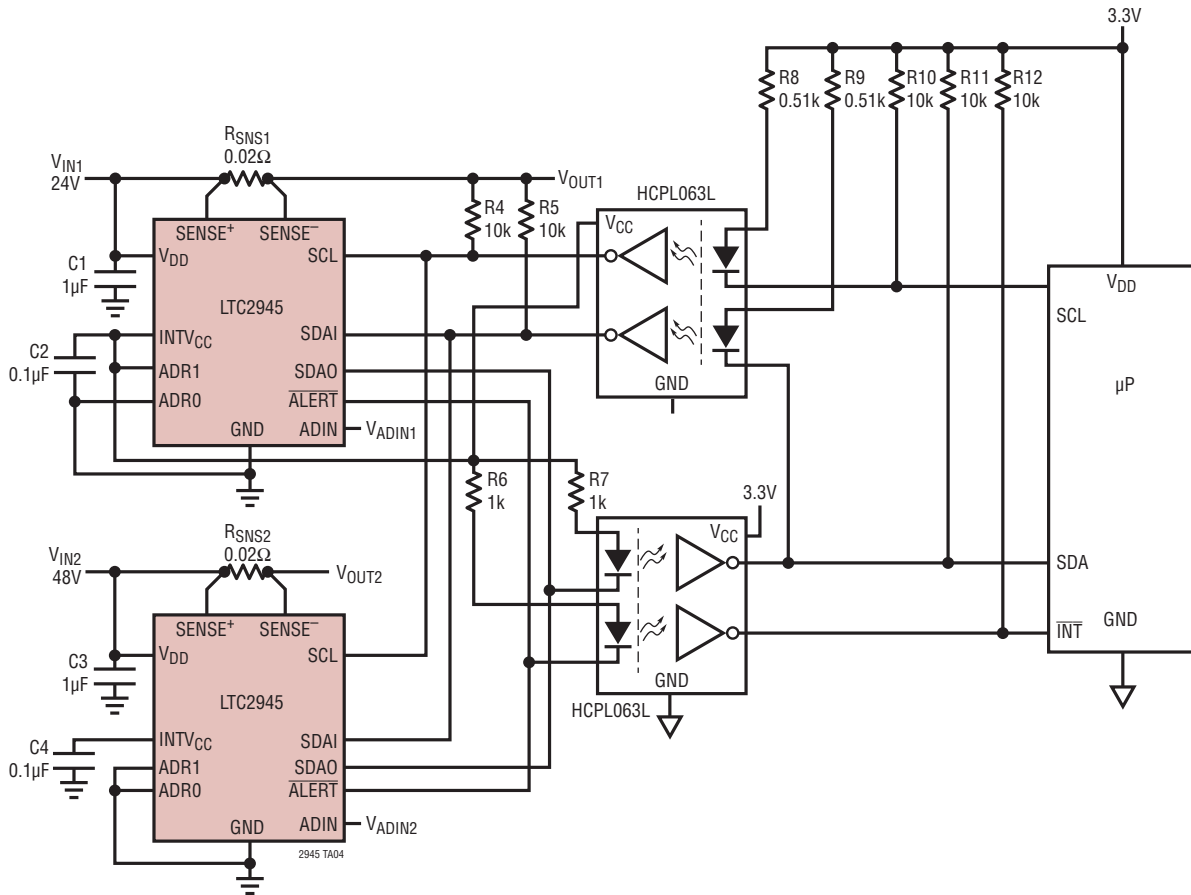 3.3V
R8
0.51k
R9
0.51k
R10
10k
R11
10k
R12
10k
RSNS1
0.02Ω
VIN1
24V
VOUT1
R4
10k
R5
10k
HCPL063L
VCC
GND
SENSE+
SENSE–
VDD
SCL
C1
1µF
LTC2945
INTVCC
SDAI
C2
0.1µF
ADR1
SDAO
ADR0
ALERT
GND
ADIN
VADIN1
VDD
SCL
µP
SDA
GND
INT
R6
1k
R7
1k
3.3V
VCC
GND
HCPL063L
RSNS2
0.02Ω
VIN2
48V
VOUT2
SENSE+
SENSE–
VDD
SCL
C3
1µF
LTC2945
INTVCC
SDAI
C4
0.1µF
ADR1
SDAO
ADR0
ALERT
GND
ADIN
VADIN2
2945 TA04